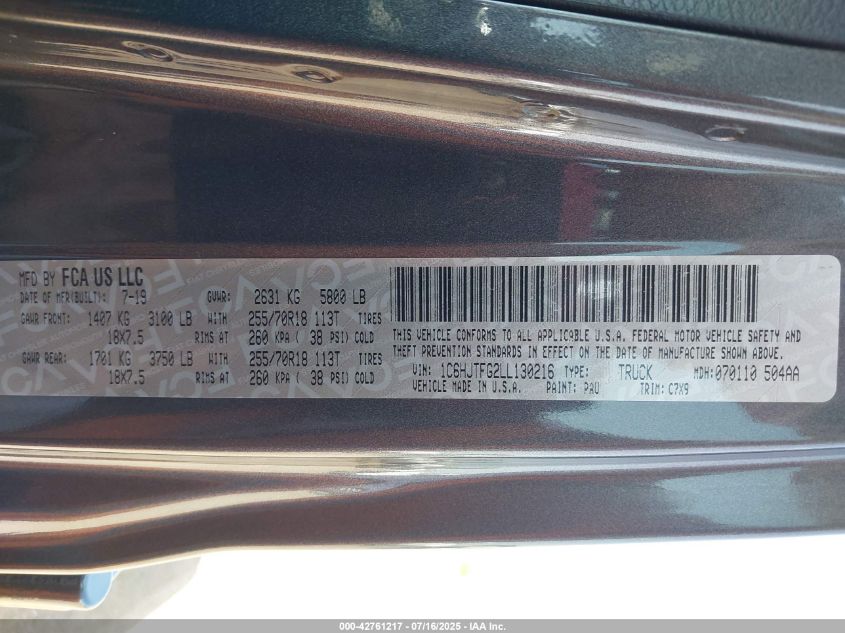 MFD BY FCA US LLC
DATE OF MFR(BUILT): 7-19 GVWR: 2631 KG 5800 LB
GAWR FRONT: 1407 KG 3100 LB WITH 255/70R18 113T TIRES
18X7.5 RIMS AT 260 KPA ( 38 PSI) COLD
GAWR REAR: 1701 KG 3750 LB WITH 255/70R18 113T TIRES
18X7.5 RIMS AT 260 KPA ( 38 PSI) COLD
THIS VEHICLE CONFORMS TO ALL APPLICABLE U.S.A. FEDERAL MOTOR VEHICLE SAFETY AND
THEFT PREVENTION STANDARDS IN EFFECT ON THE DATE OF MANUFACTURE SHOWN ABOVE.
VIN: 1C6HJTFG2LL130216 TYPE: TRUCK MDH: 070110 504AA
VEHICLE MADE IN U.S.A. PAINT: PAU TRIM: C7X9
000-42761217 - 07/16/2025 - IAA Inc.